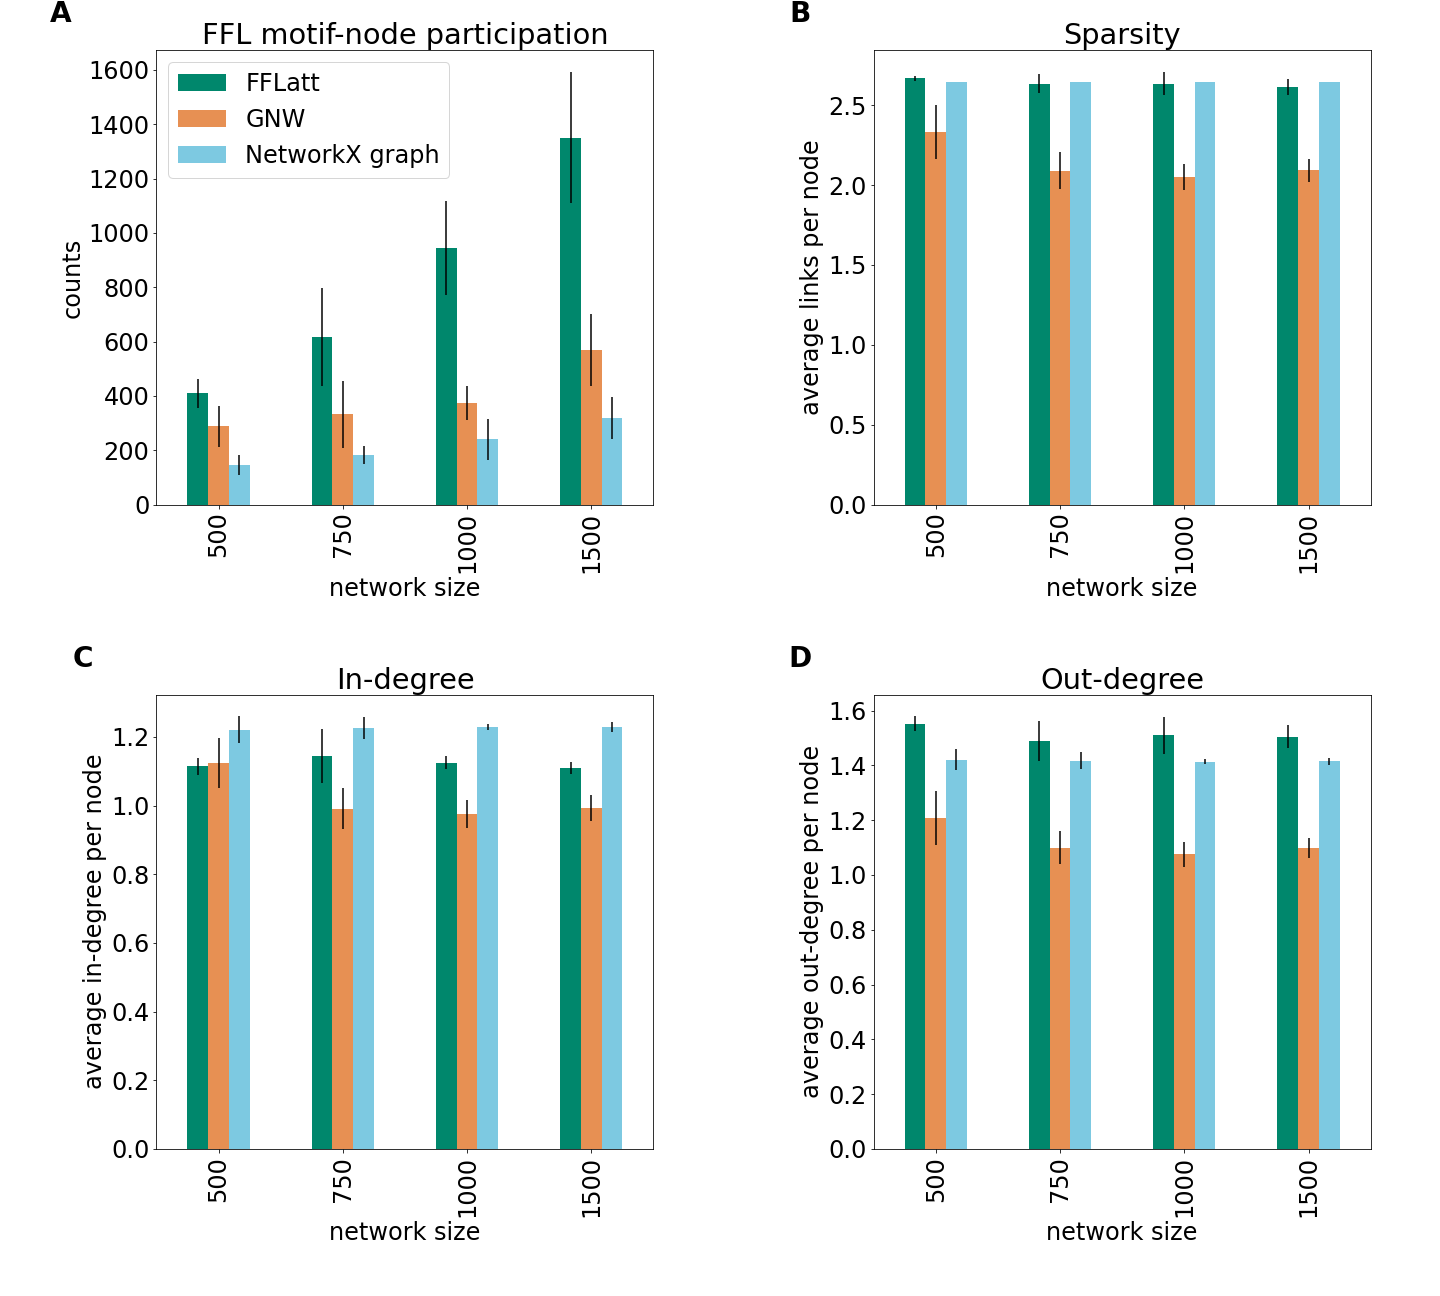 A
FFL motif-node participation
1600
1400
1200
1000
800
600
400
200
0
counts
FFLatt
GNW
NetworkX graph
500
750
1000
1500
network size
B
Sparsity
2.5
2.0
1.5
1.0
0.5
0.0
average links per node
500
750
1000
1500
network size
C
In-degree
1.2
1.0
0.8
0.6
0.4
0.2
0.0
average in-degree per node
500
750
1000
1500
network size
D
Out-degree
1.6
1.4
1.2
1.0
0.8
0.6
0.4
0.2
0.0
average out-degree per node
500
750
1000
1500
network size